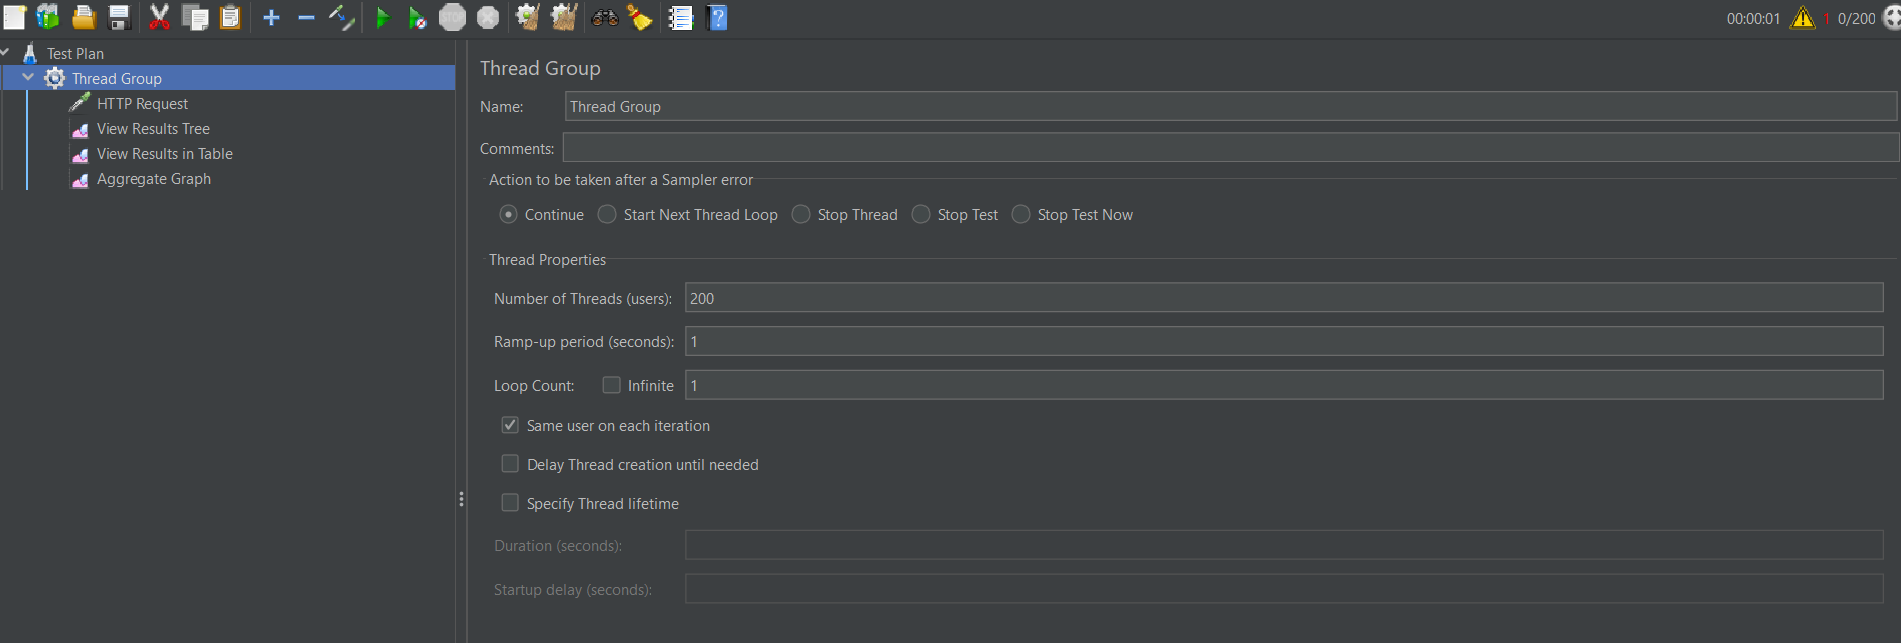 STOP
00:00:01 1 0/200
Test Plan
Thread Group
HTTP Request
View Results Tree
View Results in Table
Aggregate Graph
Thread Group
Name: Thread Group
Comments:
Action to be taken after a Sampler error
Continue Start Next Thread Loop Stop Thread Stop Test Stop Test Now
Thread Properties
Number of Threads (users): 200
Ramp-up period (seconds): 1
Loop Count: Infinite 1
Same user on each iteration
Delay Thread creation until needed
Specify Thread lifetime
Duration (seconds):
Startup delay (seconds):